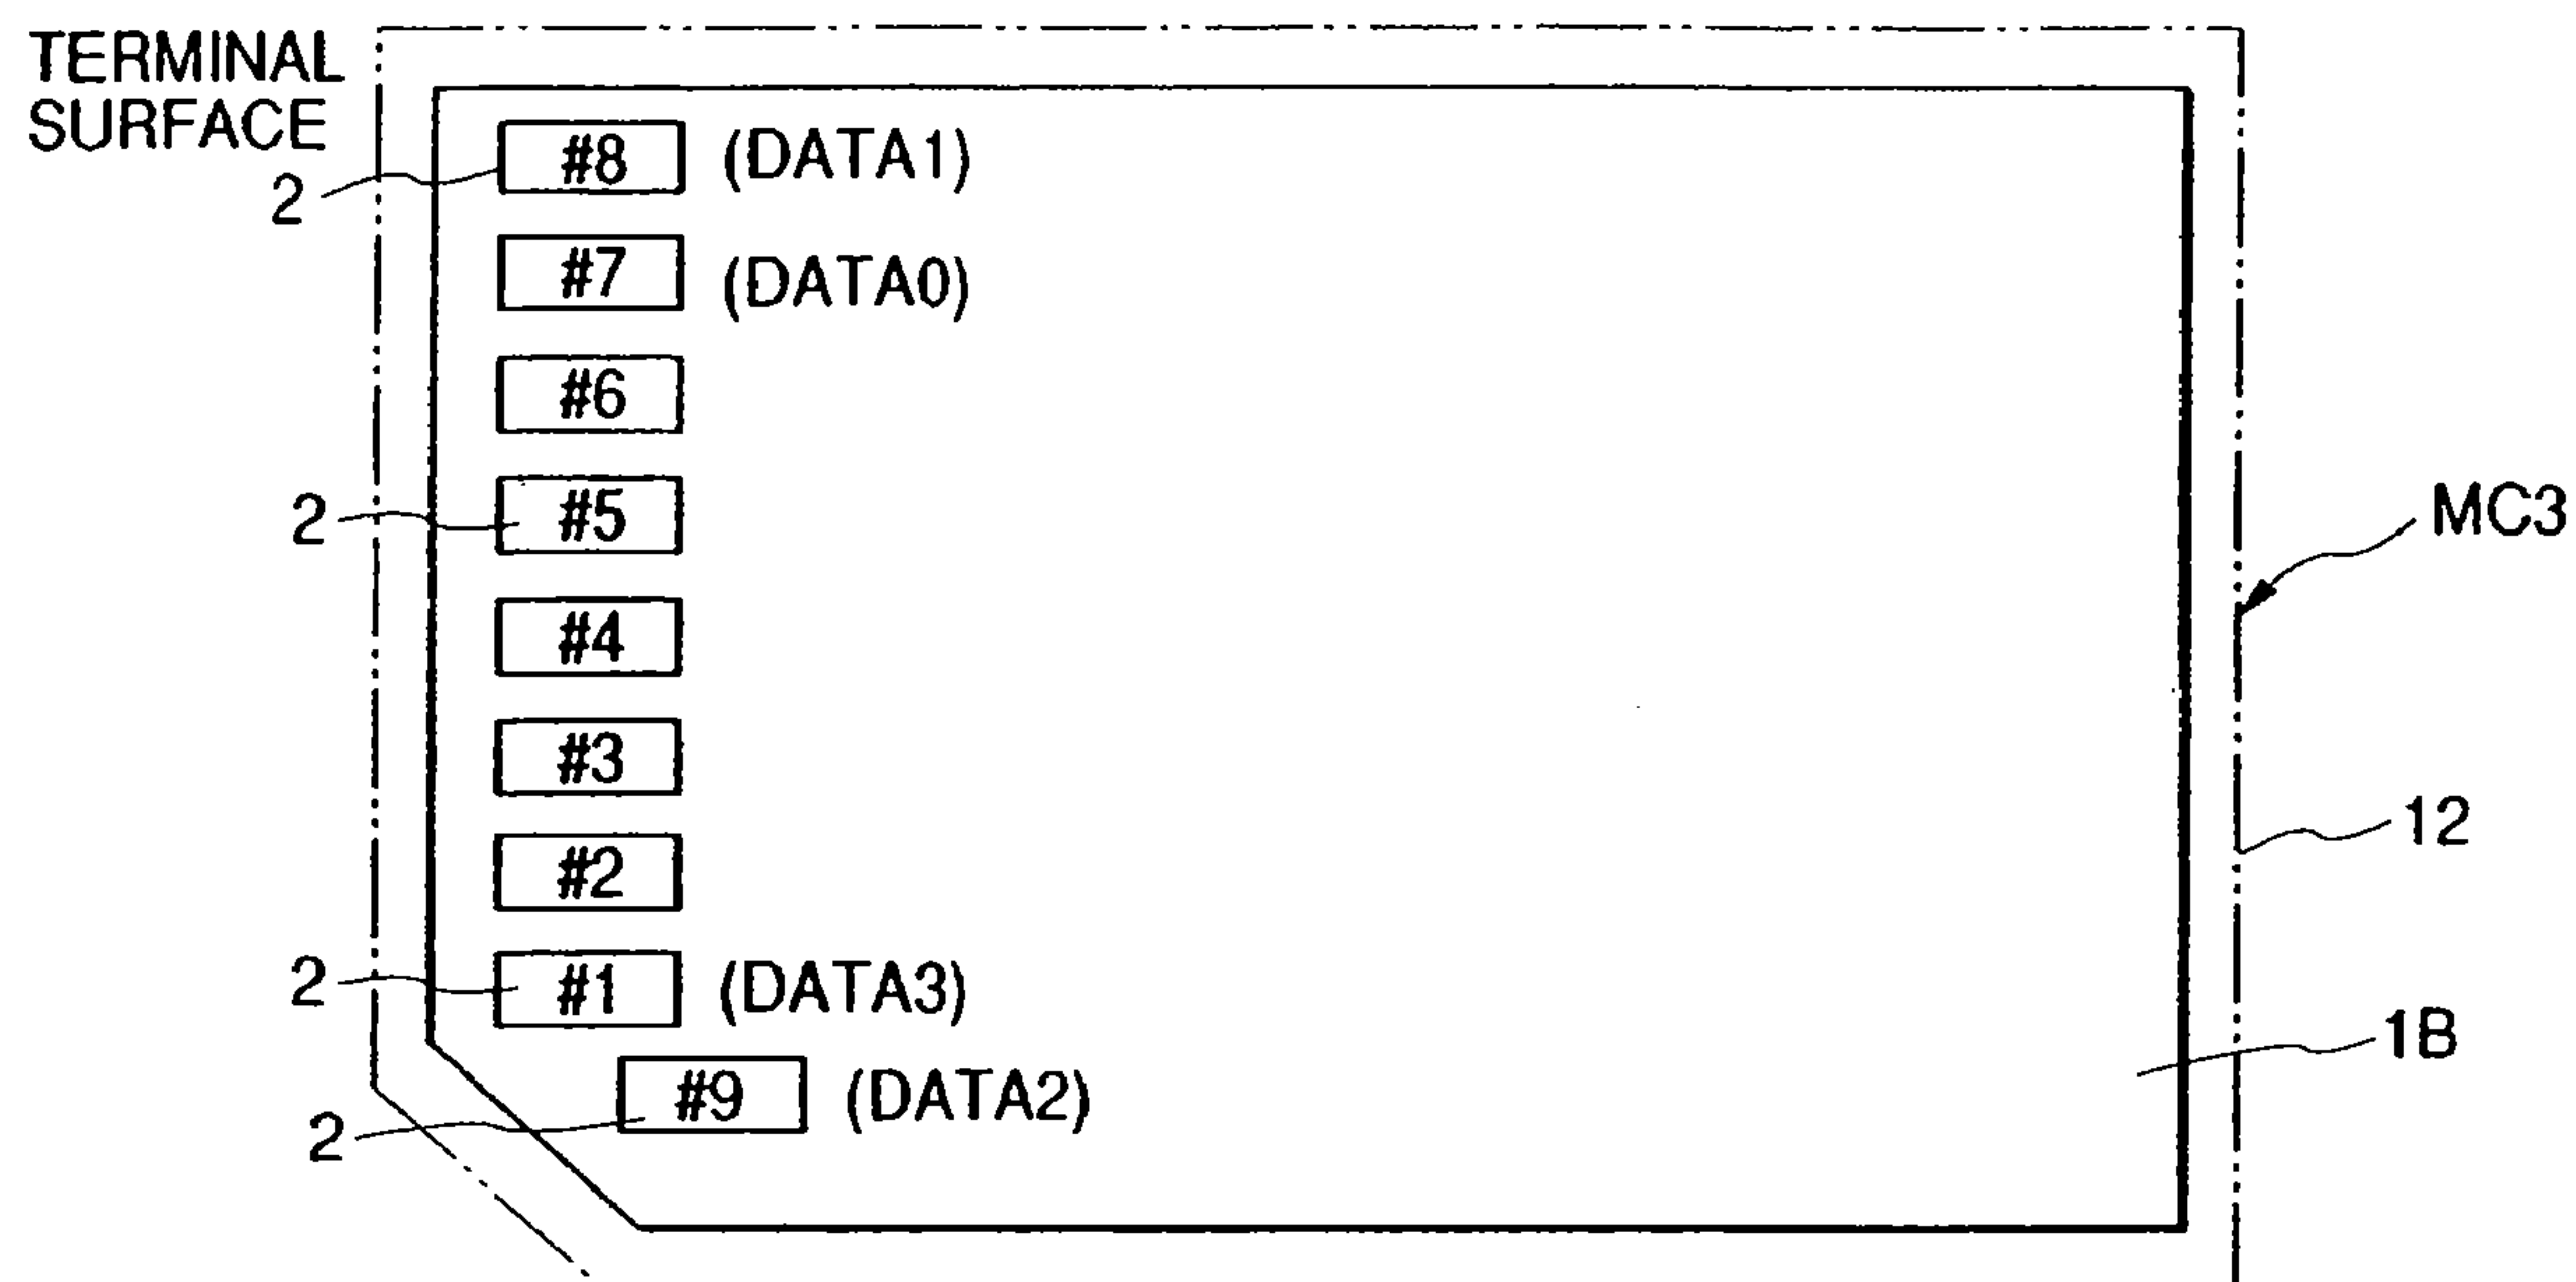 TERMINAL
SURFACE
2
#8 (DATA1)
#7 (DATA0)
#6
2
#5
MC3
#4
#3
12
#2
2
#1 (DATA3)
1B
#9 (DATA2)
2